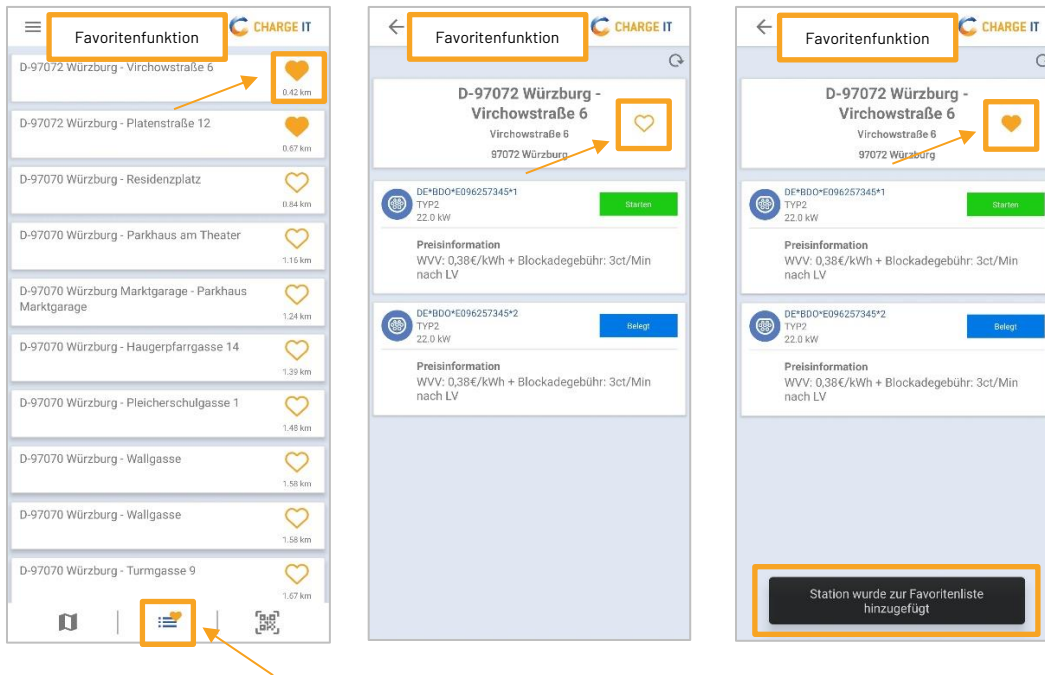 Favoritenfunktion
CHARGE IT
D-97072 Würzburg - Virchowstraße 6
0.42 km
D-97072 Würzburg - Platenstraße 12
0.67 km
D-97070 Würzburg - Residenzplatz
0.84 km
D-97070 Würzburg - Parkhaus am Theater
1.16 km
D-97070 Würzburg Marktgarage - Parkhaus
Marktgarage
1.24 km
D-97070 Würzburg - Haugerpfarrgasse 14
1.39 km
D-97070 Würzburg - Pleicherschulgasse 1
1.48 km
D-97070 Würzburg - Wallgasse
1.58 km
D-97070 Würzburg - Wallgasse
1.58 km
D-97070 Würzburg - Turmgasse 9
1.67 km
Favoritenfunktion
CHARGE IT
D-97072 Würzburg -
Virchowstraße 6
Virchowstraße 6
97072 Würzburg
DE*BDO*E096257345*1
TYP2
22.0 kW
Starten
Preisinformation
WVV: 0,38€/kWh + Blockadegebühr: 3ct/Min
nach LV
DE*BDO*E096257345*2
TYP2
22.0 kW
Belegt
Preisinformation
WVV: 0,38€/kWh + Blockadegebühr: 3ct/Min
nach LV
Favoritenfunktion
CHARGE IT
D-97072 Würzburg -
Virchowstraße 6
Virchowstraße 6
97072 Würzburg
DE*BDO*E096257345*1
TYP2
22.0 kW
Starten
Preisinformation
WVV: 0,38€/kWh + Blockadegebühr: 3ct/Min
nach LV
DE*BDO*E096257345*2
TYP2
22.0 kW
Belegt
Preisinformation
WVV: 0,38€/kWh + Blockadegebühr: 3ct/Min
nach LV
Station wurde zur Favoritenliste
hinzugefügt